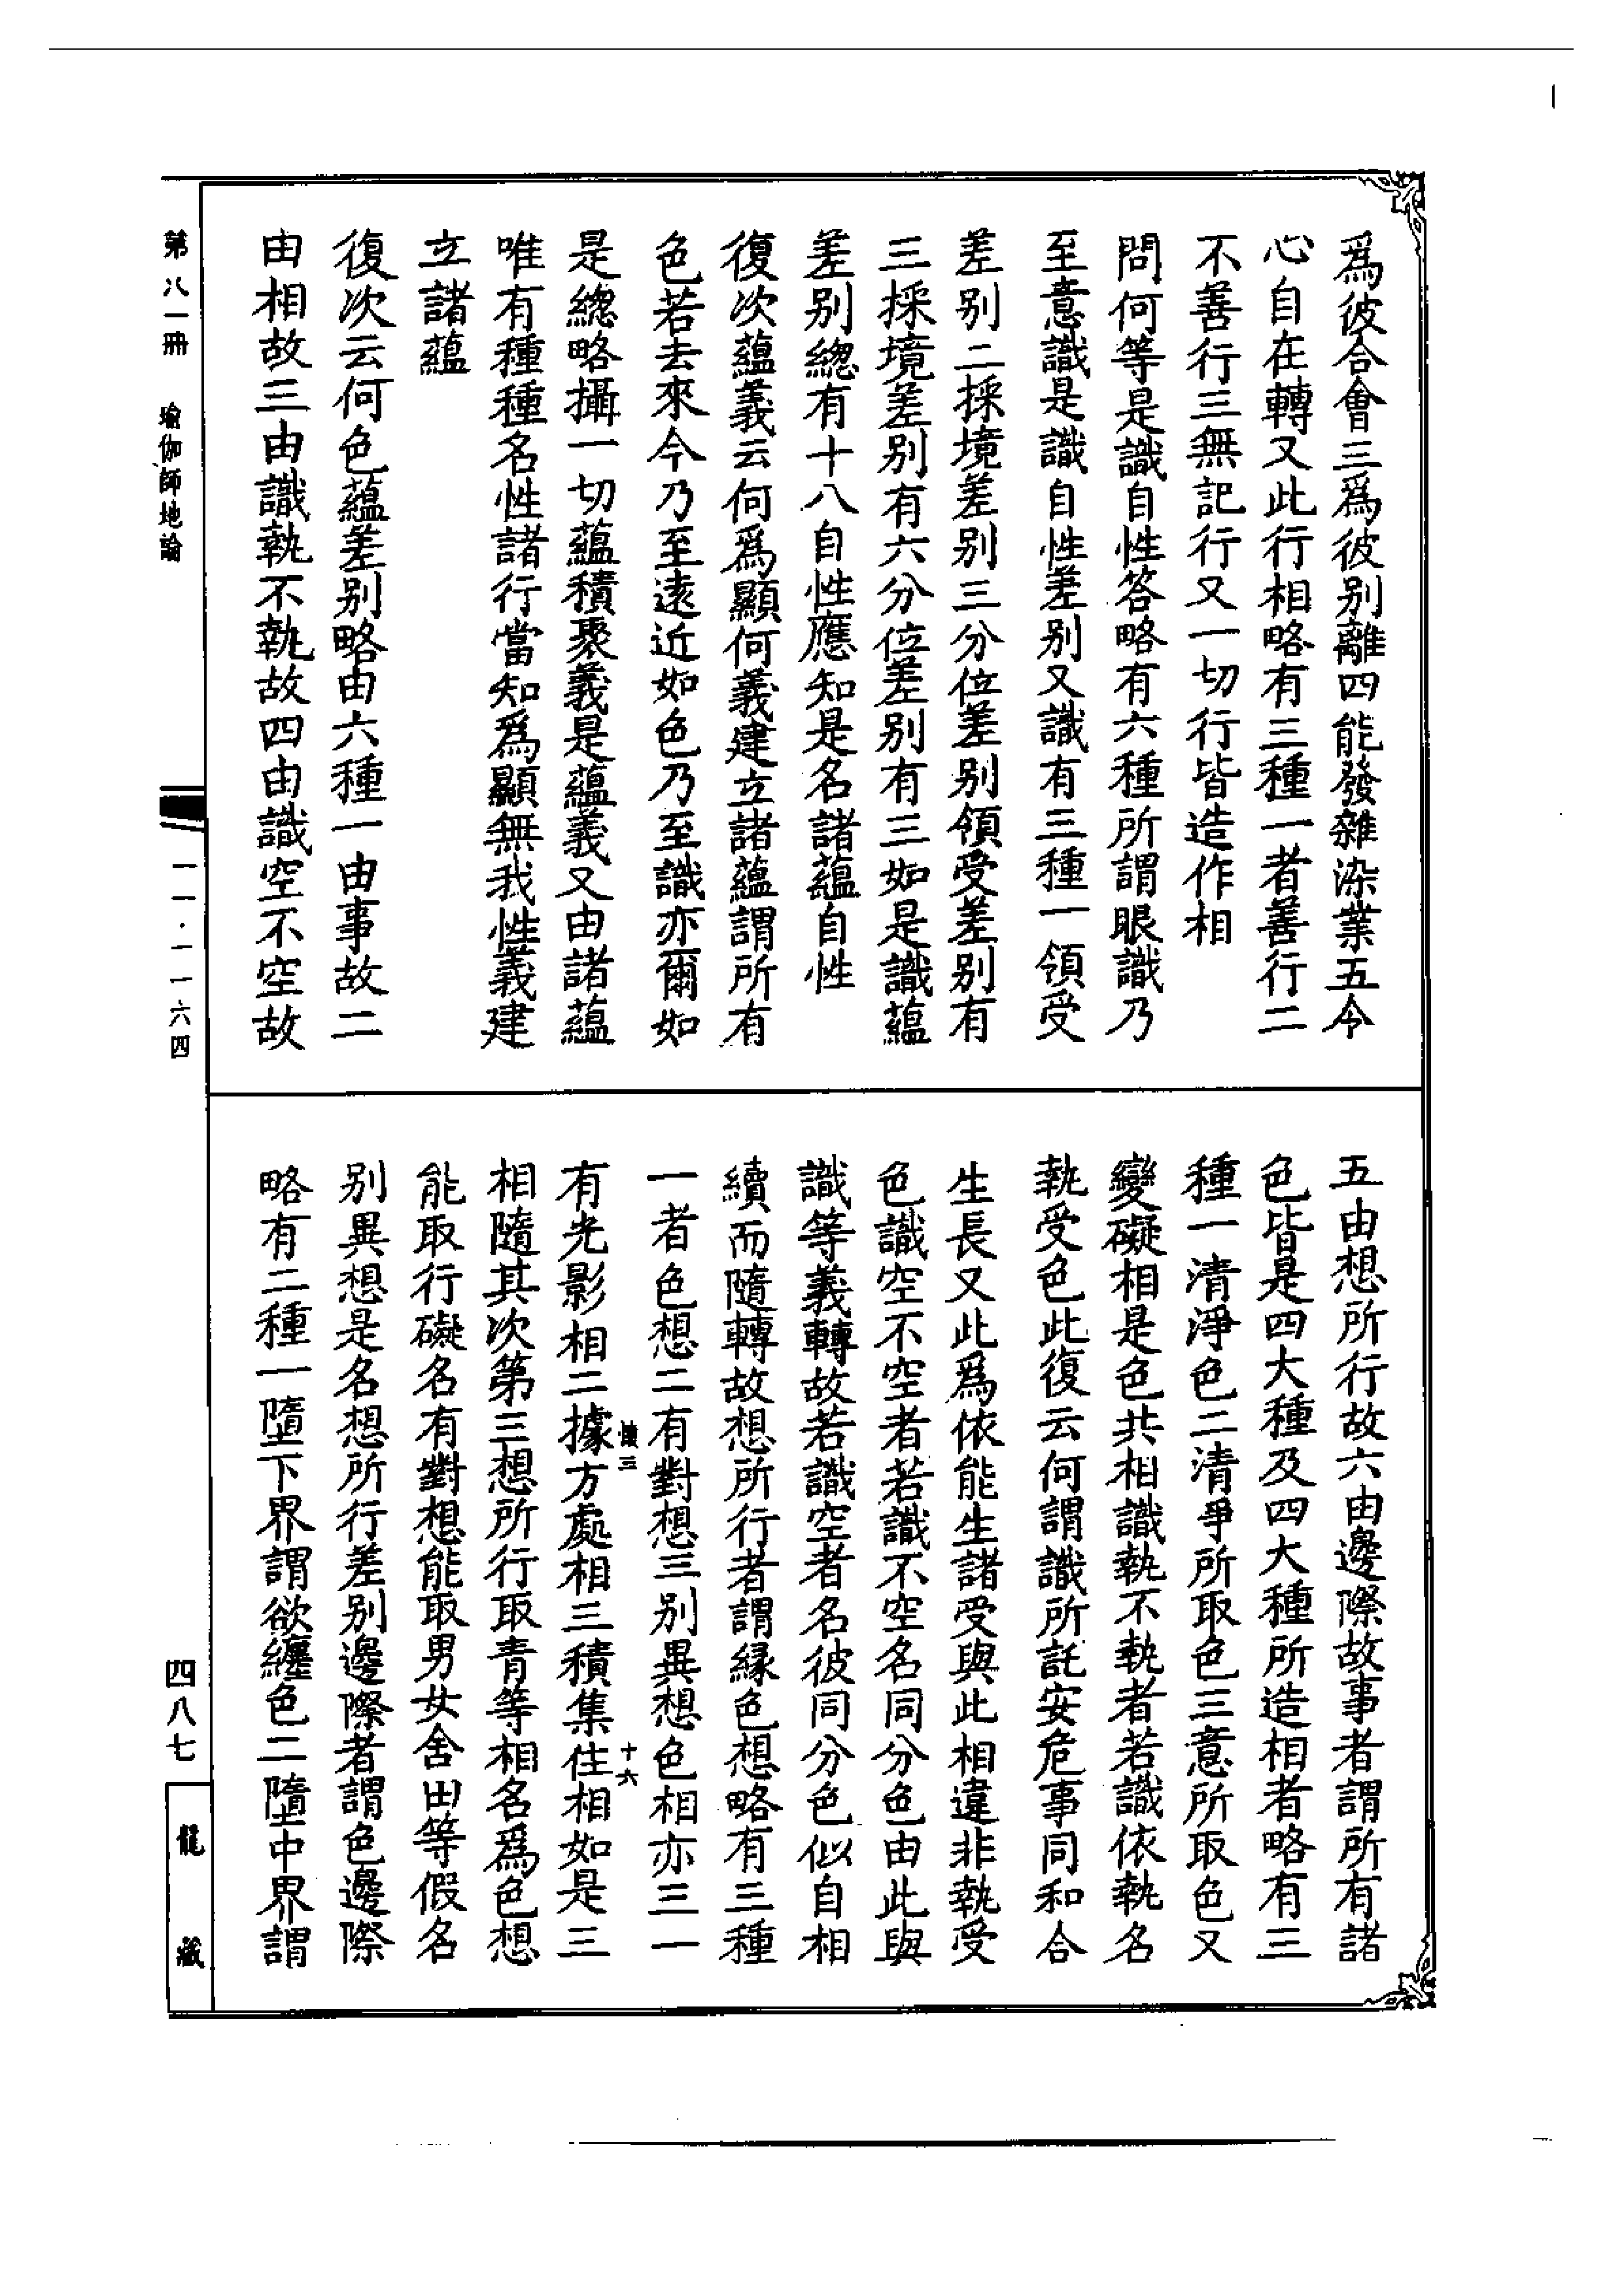 爲彼合會三爲彼别離四能發雜染業五令
心自在轉又此行相略有三種一者善行二
不善行三無記行又一切行皆造作相
問何等是識自性答略有六種所謂眼識乃
至意識是識自性差别又識有三種一領受
差别二採境差别三分位差别領受差别有
三採境差别有六分位差别有三如是識蘊
差别總有十八自性應知是名諸蘊自性
復次蘊義云何爲顯何義建立諸蘊謂所有
色若去來今乃至遠近如色乃至識亦爾如
是總略攝一切蘊積聚義是蘊義又由諸蘊
唯有種種名性諸行當知爲顯無我性義建
立諸蘊
復次云何色蘊差别略由六種一由事故二
由相故三由識執不執故四由識空不空故
五由想所行故六由邊際故事者謂所有諸
色皆是四大種及四大種所造相者略有三
種一清淨色二清爭所取色三意所取色又
變礙相是色共相識執不執者若識依執名
執受色此復云何謂識所託安危事同和合
生長又此爲依能生諸受與此相違非執受
色識空不空者若識不空名同分色由此與
識等義轉故若識空者名彼同分色似自相
續而隨轉故想所行者謂緣色想略有三種
一者色想二有對想三别異想色相亦三一
有光影相二據方處相三積集住相如是三
相隨其次第三想所行取青等相名爲色想
能取行礙名有對想能取男女舍田等假名
别異想是名想所行差别邊際者謂色邊際
略有二種一墮下界謂欲纏色二墮中界謂
十六
第八一冊 瑜伽師地論
一一·一一六四
四八七
龍藏